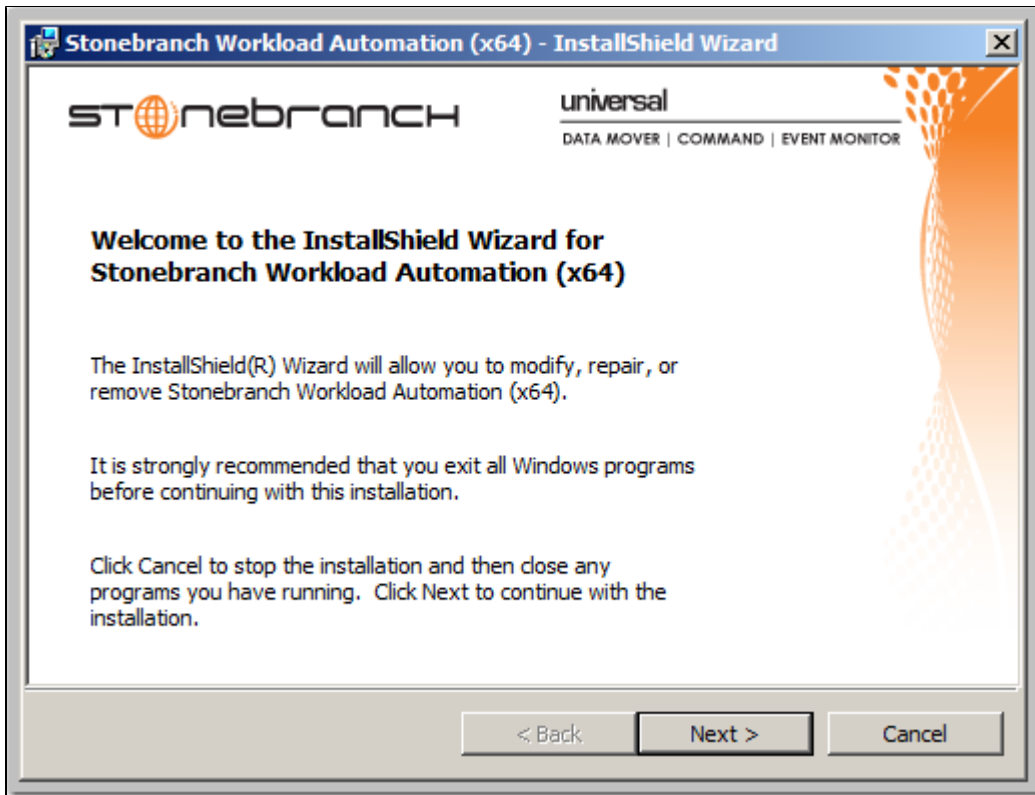 Stonebranch Workload Automation (x64) - InstallShield Wizard
STONEBRANCH
universal
DATA MOVER | COMMAND | EVENT MONITOR
Welcome to the InstallShield Wizard for
Stonebranch Workload Automation (x64)
The InstallShield(R) Wizard will allow you to modify, repair, or
remove Stonebranch Workload Automation (x64).
It is strongly recommended that you exit all Windows programs
before continuing with this installation.
Click Cancel to stop the installation and then close any
programs you have running.  Click Next to continue with the
installation.
< Back
Next >
Cancel